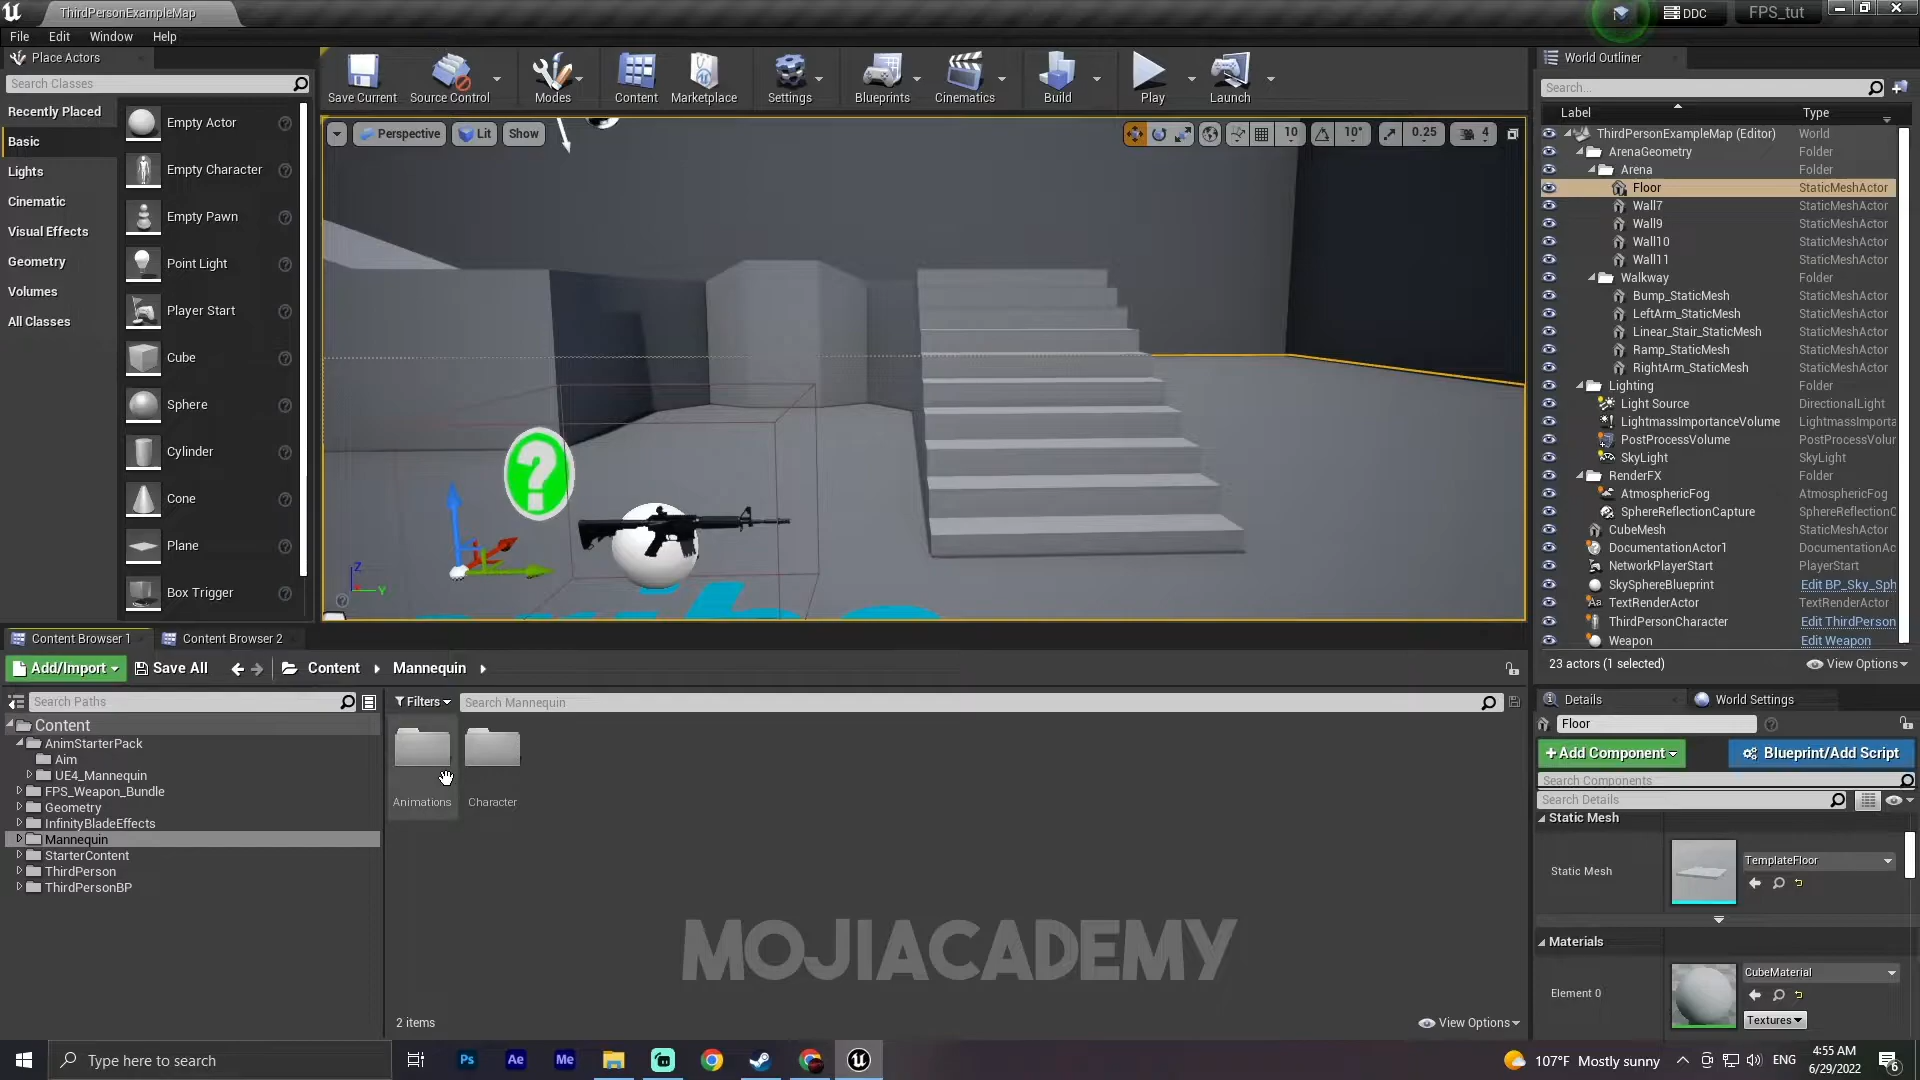 ThirdPersonExampleMap
DDC
FPS_tut
File Edit Window Help
Place Actors
Search Classes
Recently Placed
Basic
Lights
Cinematic
Visual Effects
Geometry
Volumes
All Classes
Empty Actor
Empty Character
Empty Pawn
Point Light
Player Start
Cube
Sphere
Cylinder
Cone
Plane
Box Trigger
Save Current Source Control Modes Content Marketplace Settings Blueprints Cinematics Build Play Launch
Perspective Lit Show 10 10° 0.25 4
?
Z
Y
World Outliner
Search...
Label Type
ThirdPersonExampleMap (Editor) World
ArenaGeometry Folder
Arena Folder
Floor StaticMeshActor
Wall7 StaticMeshActor
Wall9 StaticMeshActor
Wall10 StaticMeshActor
Wall11 StaticMeshActor
Walkway Folder
Bump_StaticMesh StaticMeshActor
LeftArm_StaticMesh StaticMeshActor
Linear_Stair_StaticMesh StaticMeshActor
Ramp_StaticMesh StaticMeshActor
RightArm_StaticMesh StaticMeshActor
Lighting Folder
Light Source DirectionalLight
LightmassImportanceVolume LightmassImporta
PostProcessVolume PostProcessVolur
SkyLight SkyLight
RenderFX Folder
AtmosphericFog AtmosphericFog
SphereReflectionCapture SphereReflectionC
CubeMesh StaticMeshActor
DocumentationActor1 DocumentationAc
NetworkPlayerStart PlayerStart
SkySphereBlueprint Edit BP_Sky_Sph
TextRenderActor TextRenderActor
ThirdPersonCharacter Edit ThirdPerson
Weapon Edit Weapon
23 actors (1 selected) View Options
Content Browser 1 Content Browser 2
Add/Import Save All Content Mannequin
Search Paths
Content
AnimStarterPack
Aim
UE4_Mannequin
FPS_Weapon_Bundle
Geometry
InfinityBladeEffects
Mannequin
StarterContent
ThirdPerson
ThirdPersonBP
Filters Search Mannequin
Animations Character
MOJIACADEMY
2 items View Options
Details World Settings
Floor
+Add Component Blueprint/Add Script
Search Components
Search Details
Static Mesh
Static Mesh TemplateFloor
Materials
Element 0 CubeMaterial
Textures
Type here to search
Ps Ae Me
107°F Mostly sunny ENG 4:55 AM
6/29/2022
6